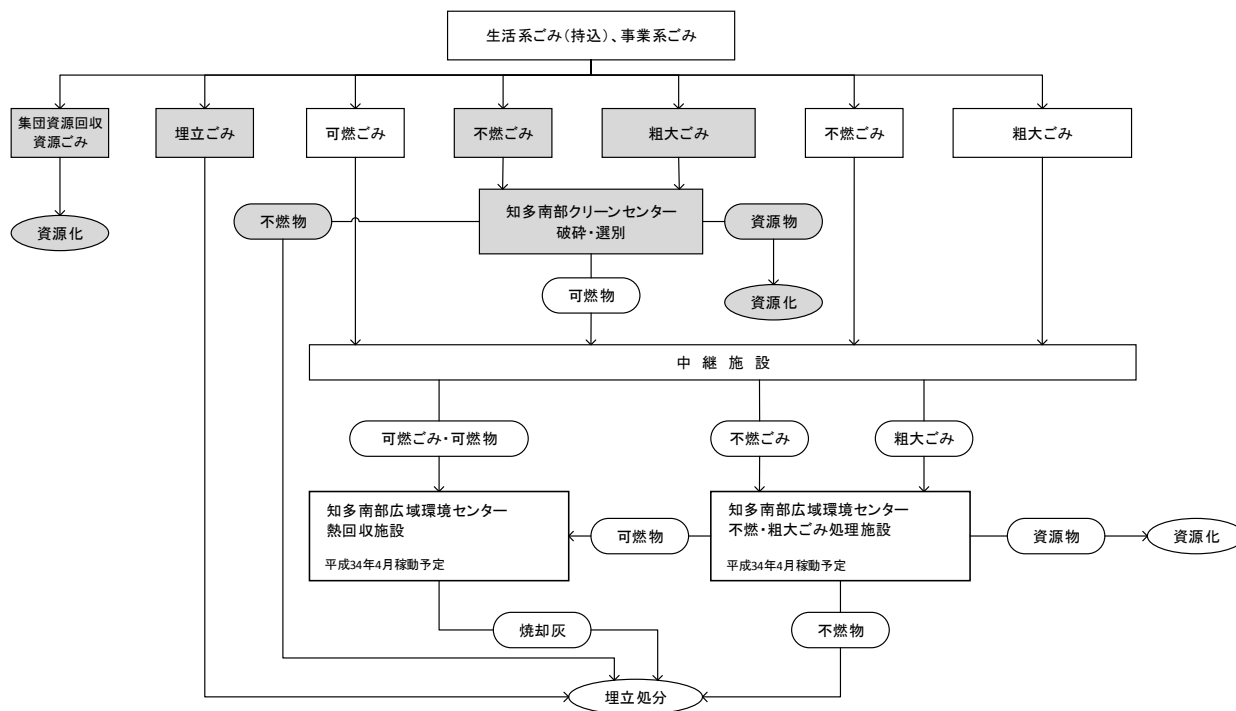 生活系ごみ(持込)、事業系ごみ
集団資源回収
資源ごみ
埋立ごみ
可燃ごみ
不燃ごみ
粗大ごみ
不燃ごみ
粗大ごみ
資源化
不燃物
知多南部クリーンセンター
破砕・選別
資源物
可燃物
資源化
中継施設
可燃ごみ・可燃物
不燃ごみ
粗大ごみ
知多南部広域環境センター
熱回収施設
平成34年4月稼動予定
可燃物
知多南部広域環境センター
不燃・粗大ごみ処理施設
平成34年4月稼動予定
資源物
資源化
焼却灰
不燃物
埋立処分